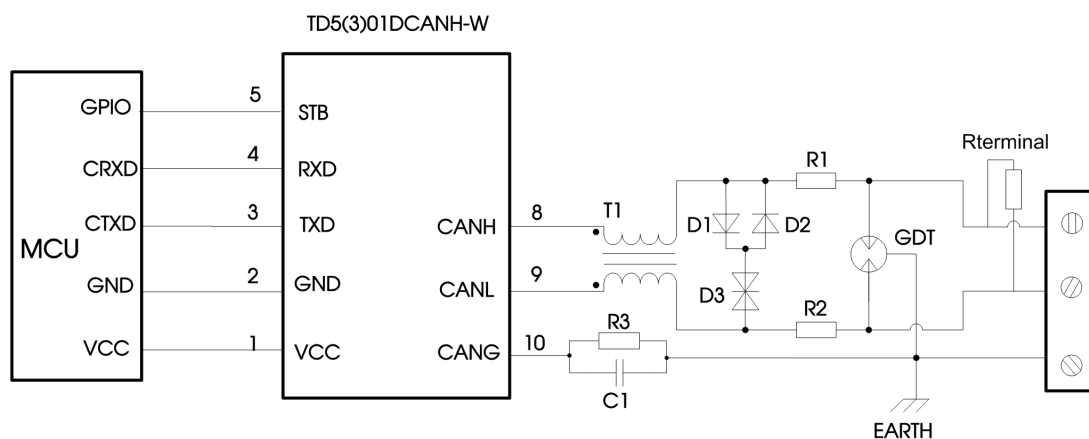 TD5(3)01DCANH-W
MCU
GPIO
5
STB
CRXD
4
RXD
CTXD
3
TXD
GND
2
GND
VCC
1
VCC
CANH
8
CANL
9
CANG
10
T1
D1
D2
D3
R1
R2
R3
C1
GDT
Rterminal
EARTH